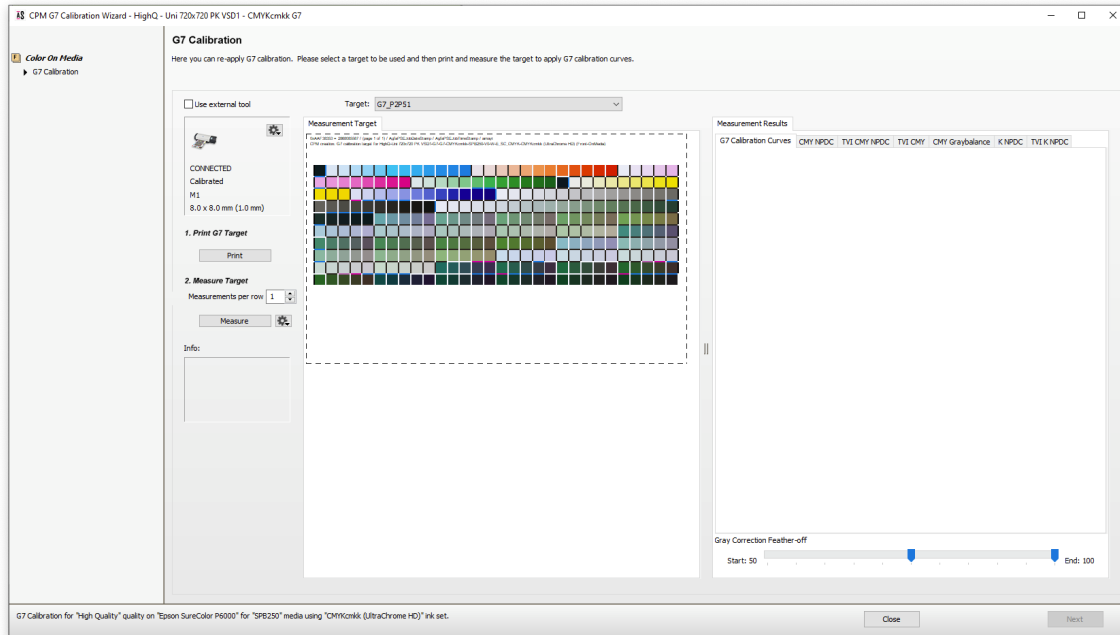 CPM G7 Calibration Wizard - HighQ - Uni 720x720 PK VSD1 - CMYKcmkk G7
Color On Media
G7 Calibration
G7 Calibration
Here you can re-apply G7 calibration. Please select a target to be used and then print and measure the target to apply G7 calibration curves.
Use external tool
Target: G7_P2P51
CONNECTED
Calibrated
M1
8.0 x 8.0 mm (1.0 mm)
1. Print G7 Target
Print
2. Measure Target
Measurements per row 1
Measure
Info:
Measurement Target
Measurement Results
G7 Calibration Curves CMY NPDC TVI CMY NPDC TVI CMY CMY Graybalance K NPDC TVI K NPDC
Gray Correction Feather-off
Start: 50 End: 100
G7 Calibration for "High Quality" quality on "Epson SureColor P6000" for "SPB250" media using "CMYKcmkk (UltraChrome HD)" ink set.
Close
Next